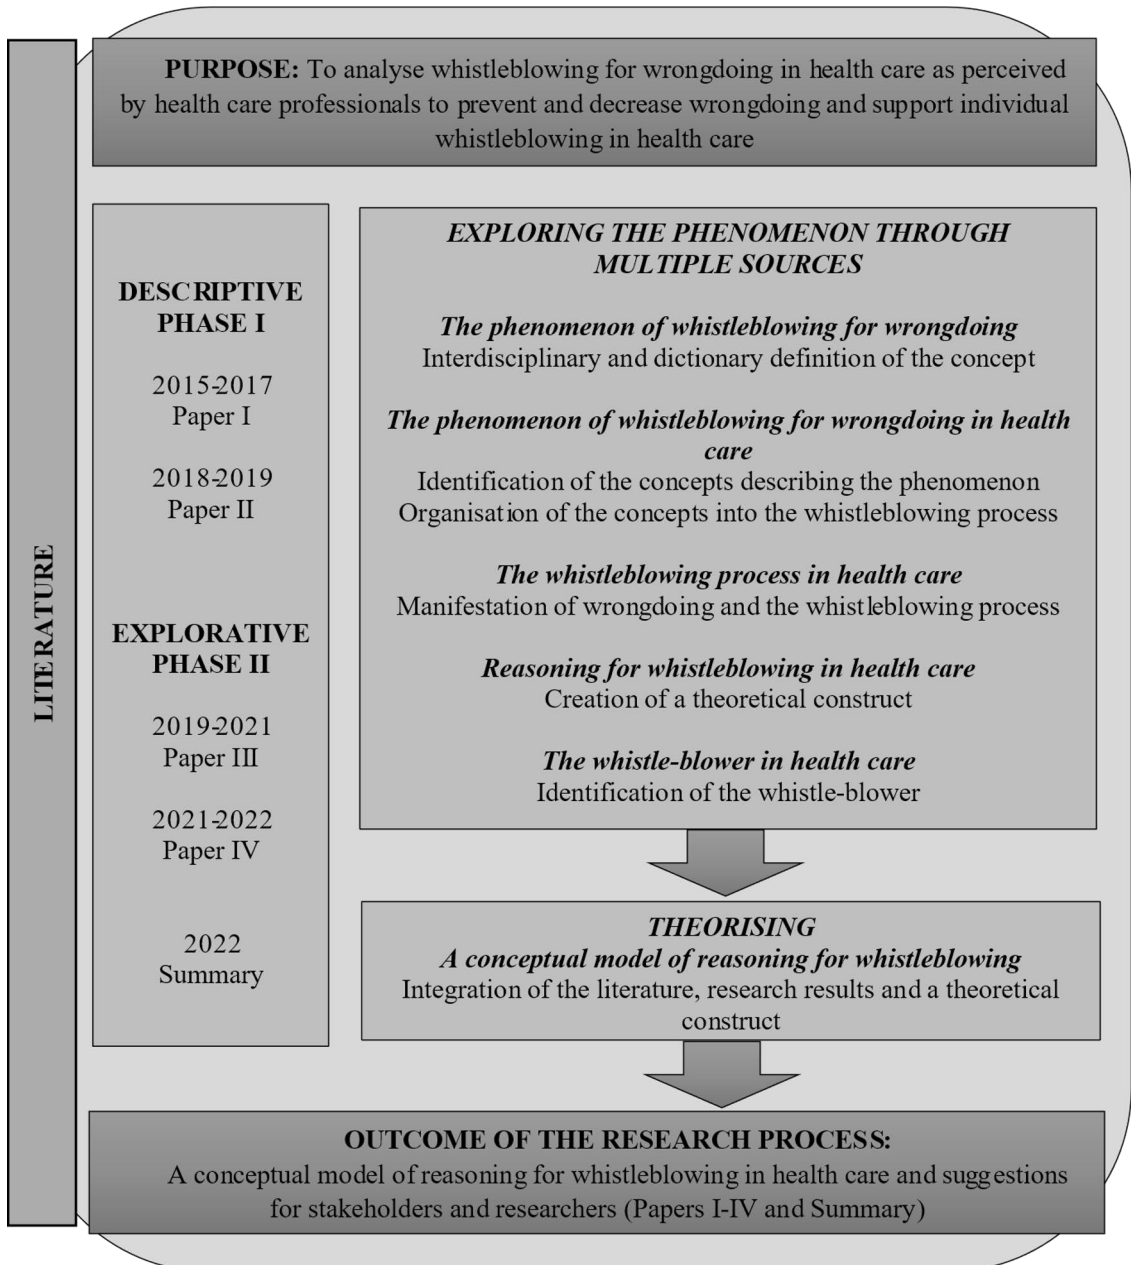 PURPOSE: To analyse whistleblowing for wrongdoing in health care as perceived
by health care professionals to prevent and decrease wrongdoing and support individual
whistleblowing in health care
LITERATURE
DESCRIPTIVE
PHASE I
2015-2017
Paper I
2018-2019
Paper II
EXPLORATIVE
PHASE II
2019-2021
Paper III
2021-2022
Paper IV
2022
Summary
EXPLORING THE PHENOMENON THROUGH
MULTIPLE SOURCES
The phenomenon of whistleblowing for wrongdoing
Interdisciplinary and dictionary definition of the concept
The phenomenon of whistleblowing for wrongdoing in health
care
Identification of the concepts describing the phenomenon
Organisation of the concepts into the whistleblowing process
The whistleblowing process in health care
Manifestation of wrongdoing and the whistleblowing process
Reasoning for whistleblowing in health care
Creation of a theoretical construct
The whistle-blower in health care
Identification of the whistle-blower
THEORISING
A conceptual model of reasoning for whistleblowing
Integration of the literature, research results and a theoretical
construct
OUTCOME OF THE RESEARCH PROCESS:
A conceptual model of reasoning for whistleblowing in health care and suggestions
for stakeholders and researchers (Papers I-IV and Summary)